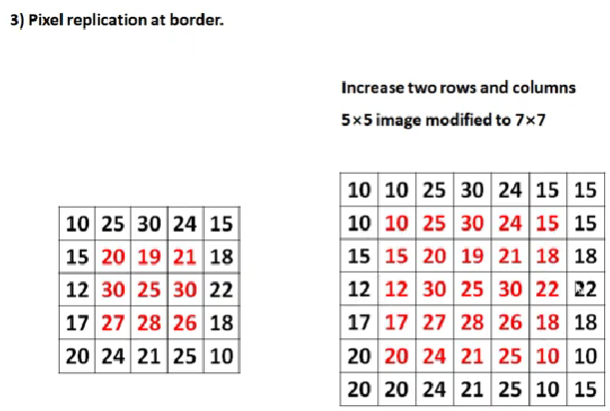 3) Pixel replication at border.
Increase two rows and columns
5×5 image modified to 7×7
10 25 30 24 15
15 20 19 21 18
12 30 25 30 22
17 27 28 26 18
20 24 21 25 10
10 10 25 30 24 15 15
10 10 25 30 24 15 15
15 15 20 19 21 18 18
12 12 30 25 30 22 22
17 17 27 28 26 18 18
20 20 24 21 25 10 10
20 20 24 21 25 10 15